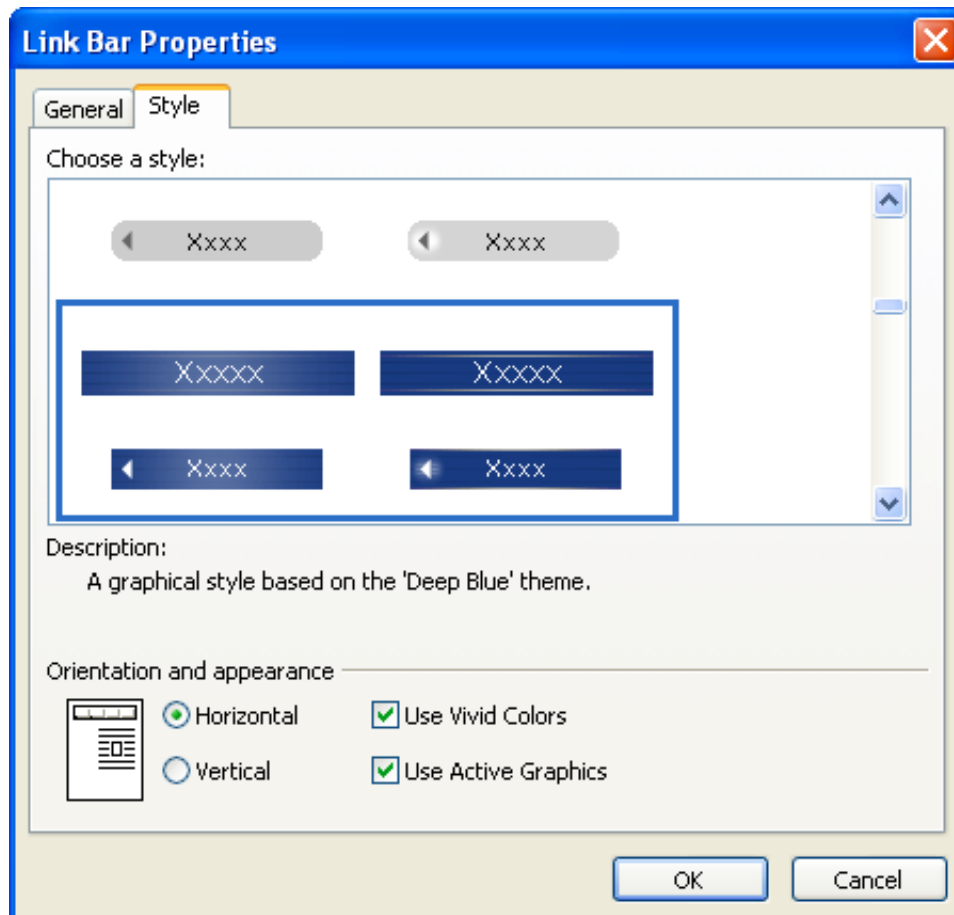 Link Bar Properties
General Style
Choose a style:
Xxxx Xxxx
Xxxxx Xxxxx
Xxxx Xxxx
Description:
A graphical style based on the 'Deep Blue' theme.
Orientation and appearance
Horizontal Use Vivid Colors
Vertical Use Active Graphics
OK Cancel